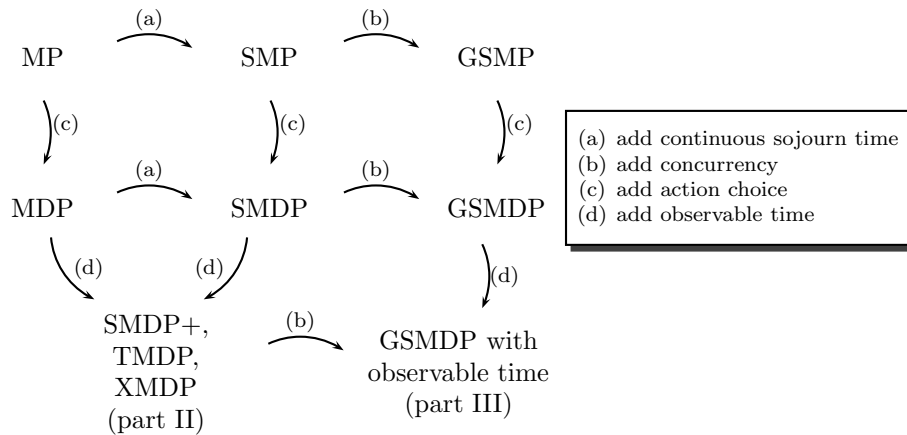 (a)
(b)
MP
SMP
GSMP
(c)
(c)
(c)
(a) add continuous sojourn time
(b) add concurrency
(c) add action choice
(d) add observable time
(a)
(b)
MDP
SMDP
GSMDP
(d)
(d)
(d)
SMDP+,
TMDP,
XMDP
(part II)
(b)
GSMDP with
observable time
(part III)